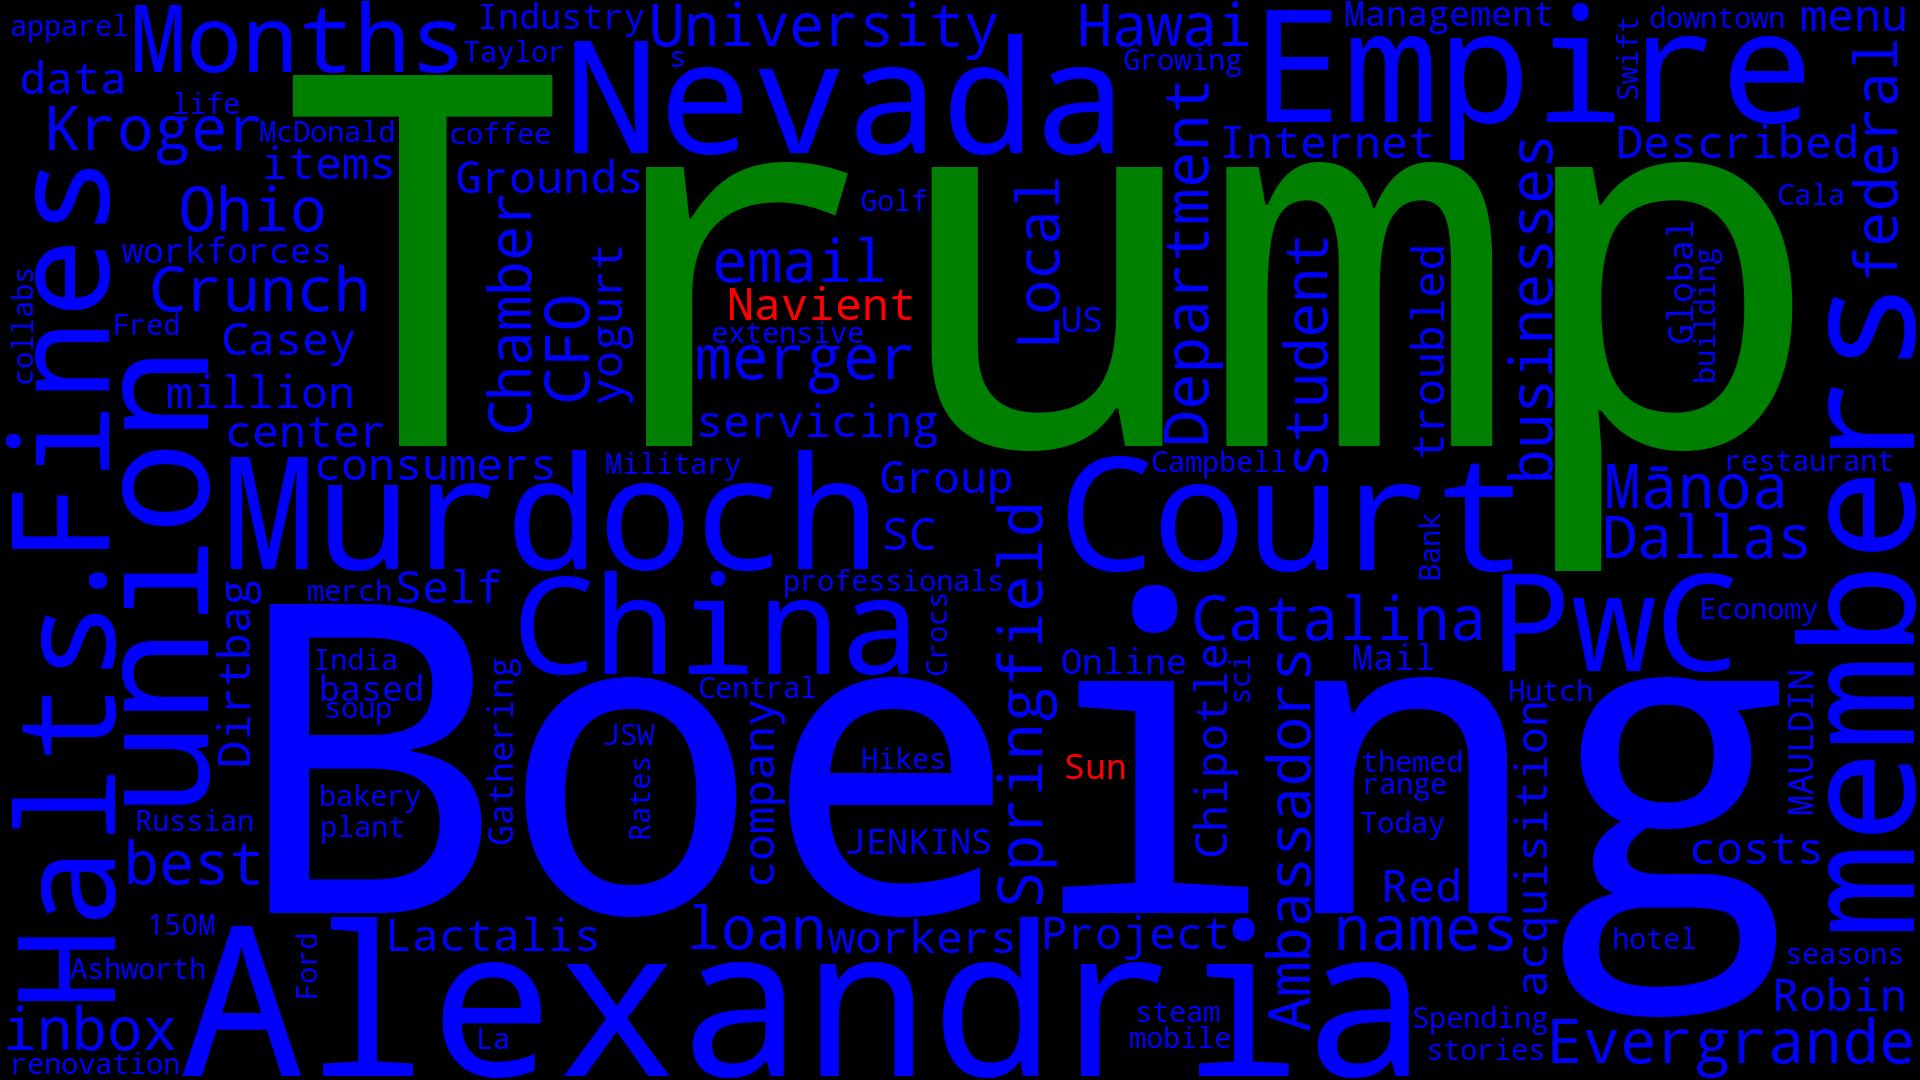 apparel
Months
Industry
University
Hawai
Empire
Management
downtown
menu
Taylor
s
Growing
Swift
data
life
Nevada
federal
Kroger
McDonald
coffee
Internet
Described
items
Trump
Grounds
Golf
Local
Department
businesses
Cala
Ohio
Chamber
workforces
email
student
troubled
Global
building
Crunch
CFO
yogurt
Navient
US
collabs
Fines
Fred
Casey
extensive
merger
million
center
servicing
consumers
Military
Campbell
restaurant
Murdoch
Group
Court
Mānoa
union
SC
Springfield
Bank
Dallas
members
Halts.
Dirtbag
merch
Self
China
professionals
Crocs
Catalina
PwC
Economy
India
based
soup
Gathering
Central
Online
Chipotle
sci
Ambassadors
Mail
Hutch
MAULDIN
Boeing
JSW
Rates
company
Hikes
Sun
themed
range
acquisition
bakery
plant
Russian
JENKINS
Today
best
costs
Red
150M
Lactalis
loan
workers
Project
names
hotel
seasons
Ashworth
Ford
Alexandria
Robin
inbox
La
steam
mobile
Spending
stories
Evergrande
renovation